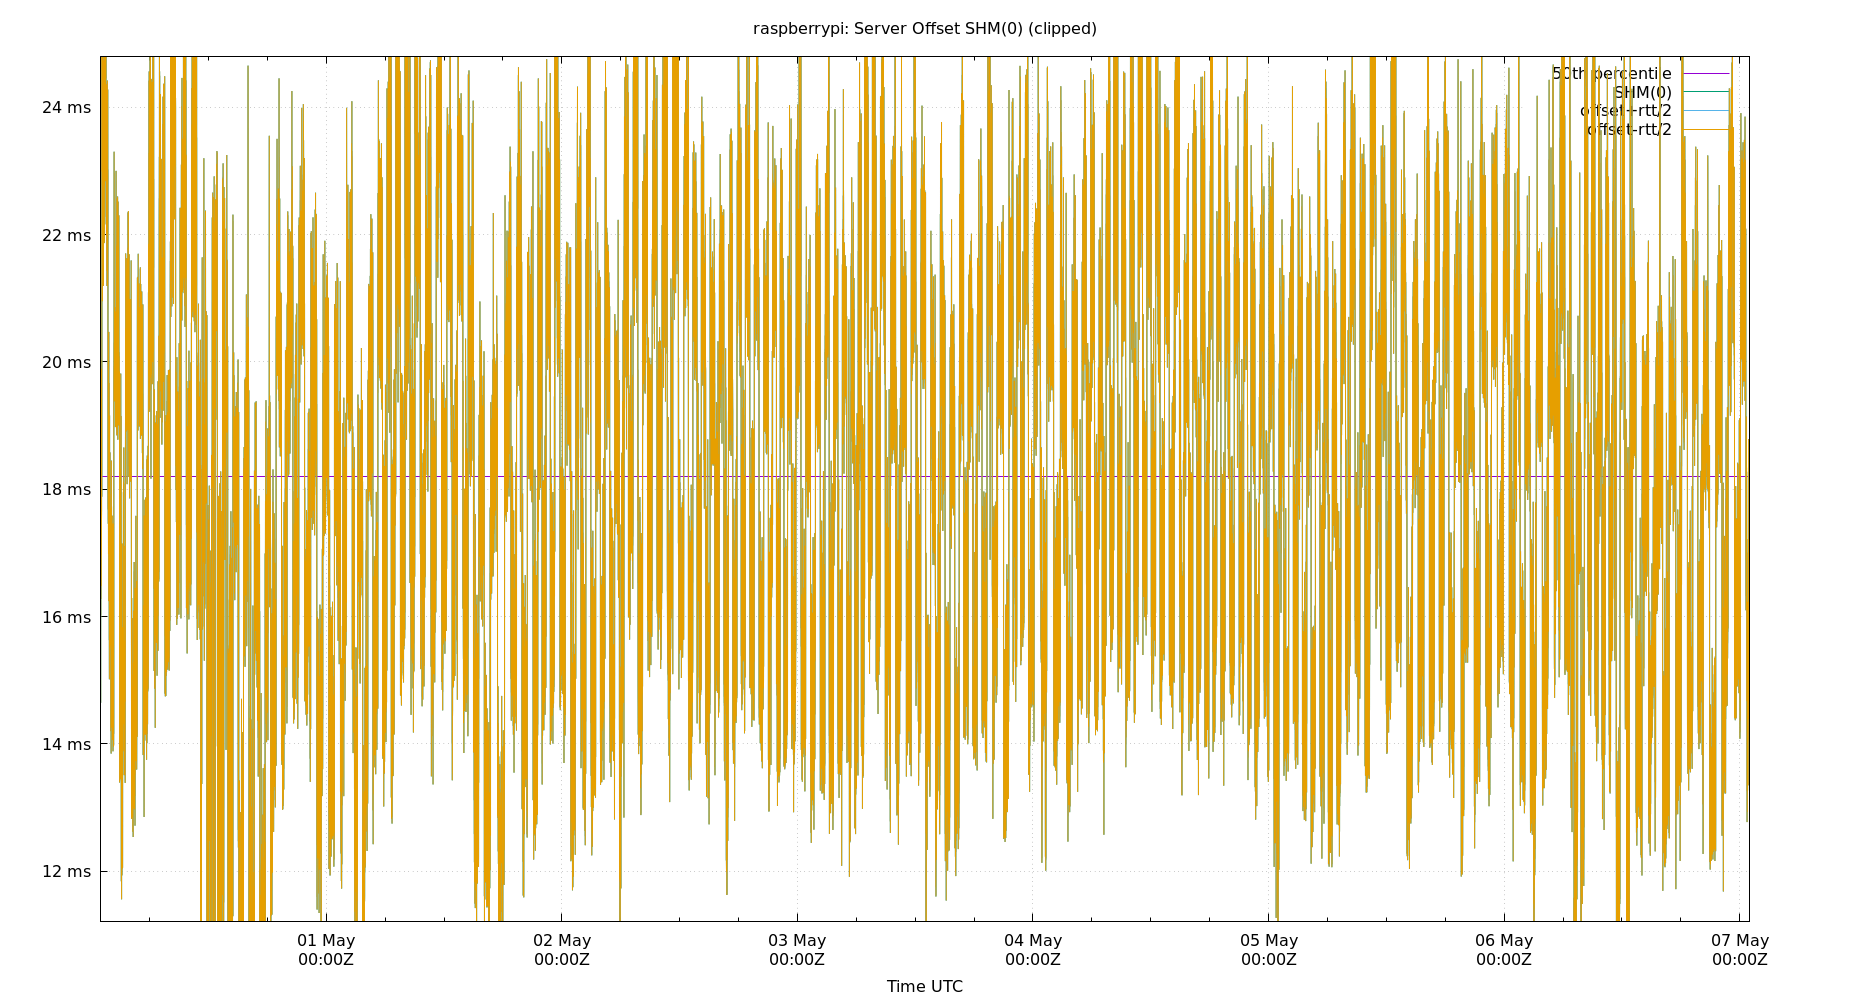 raspberrypi: Server Offset SHM(0) (clipped)
50th percentile
SHM(0)
offset+rtt/2
offset-rtt/2
24 ms
22 ms
20 ms
18 ms
16 ms
14 ms
12 ms
01 May
00:00Z
02 May
00:00Z
03 May
00:00Z
04 May
00:00Z
05 May
00:00Z
06 May
00:00Z
07 May
00:00Z
Time UTC